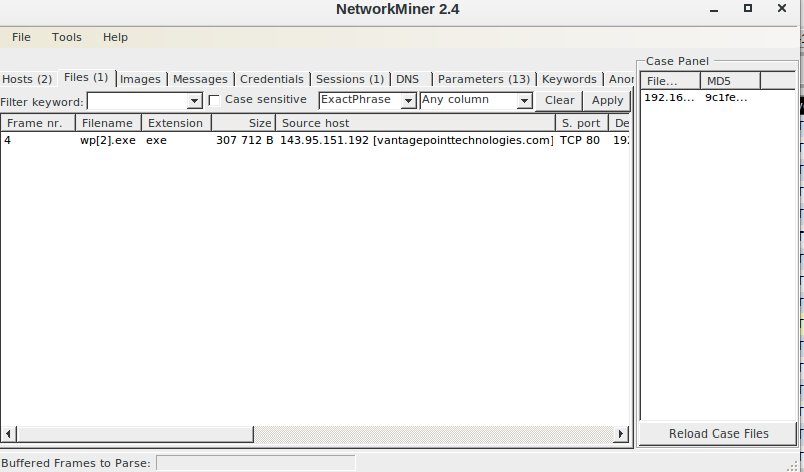 NetworkMiner 2.4
File Tools Help
Hosts (2) Files (1) Images Messages Credentials Sessions (1) DNS Parameters (13) Keywords Anor
Case Panel
Filter keyword: Case sensitive ExactPhrase Any column Clear Apply
File... MD5
192.16... 9c1fe...
Frame nr. Filename Extension Size Source host S. port De
4 wp[2].exe exe 307 712 B 143.95.151.192 [vantagepointtechnologies.com] TCP 80 192
Reload Case Files
Buffered Frames to Parse: